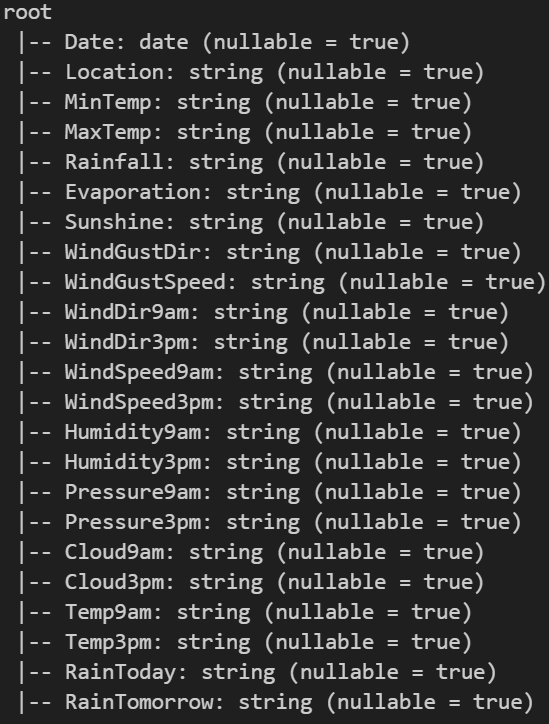 root
 |-- Date: date (nullable = true)
 |-- Location: string (nullable = true)
 |-- MinTemp: string (nullable = true)
 |-- MaxTemp: string (nullable = true)
 |-- Rainfall: string (nullable = true)
 |-- Evaporation: string (nullable = true)
 |-- Sunshine: string (nullable = true)
 |-- WindGustDir: string (nullable = true)
 |-- WindGustSpeed: string (nullable = true)
 |-- WindDir9am: string (nullable = true)
 |-- WindDir3pm: string (nullable = true)
 |-- WindSpeed9am: string (nullable = true)
 |-- WindSpeed3pm: string (nullable = true)
 |-- Humidity9am: string (nullable = true)
 |-- Humidity3pm: string (nullable = true)
 |-- Pressure9am: string (nullable = true)
 |-- Pressure3pm: string (nullable = true)
 |-- Cloud9am: string (nullable = true)
 |-- Cloud3pm: string (nullable = true)
 |-- Temp9am: string (nullable = true)
 |-- Temp3pm: string (nullable = true)
 |-- RainToday: string (nullable = true)
 |-- RainTomorrow: string (nullable = true)